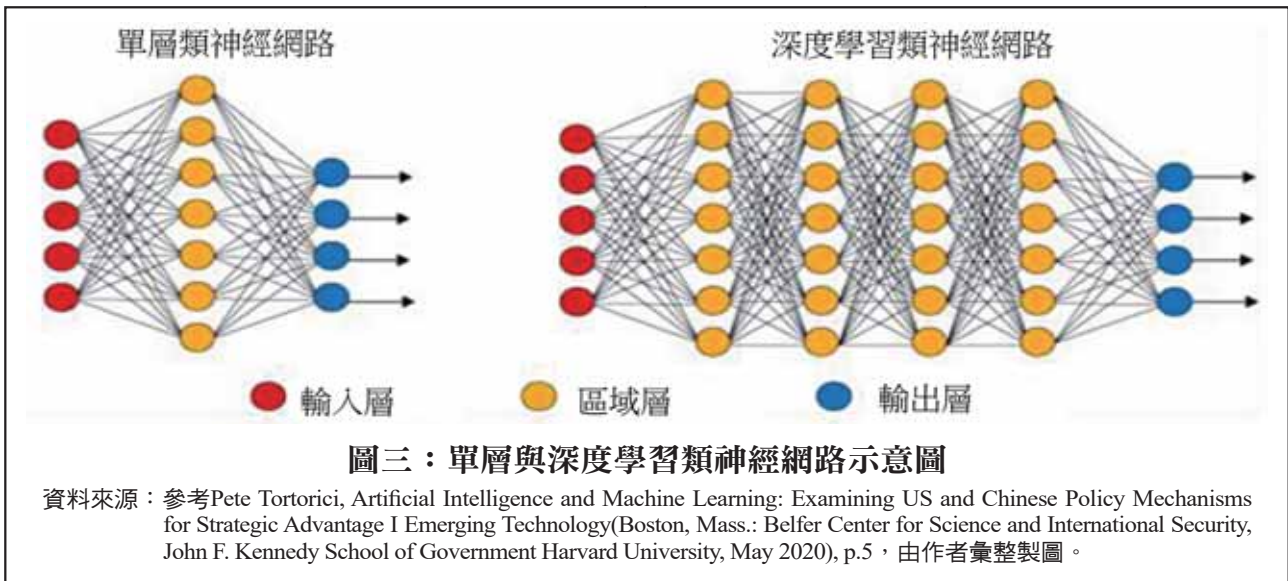 單層類神經網路
深度學習類神經網路
輸入層
區域層
輸出層
圖三：單層與深度學習類神經網路示意圖
資料來源：參考Pete Tortorici, Artificial Intelligence and Machine Learning: Examining US and Chinese Policy Mechanisms
for Strategic Advantage I Emerging Technology(Boston, Mass.: Belfer Center for Science and International Security,
John F. Kennedy School of Government Harvard University, May 2020), p.5，由作者彙整製圖。